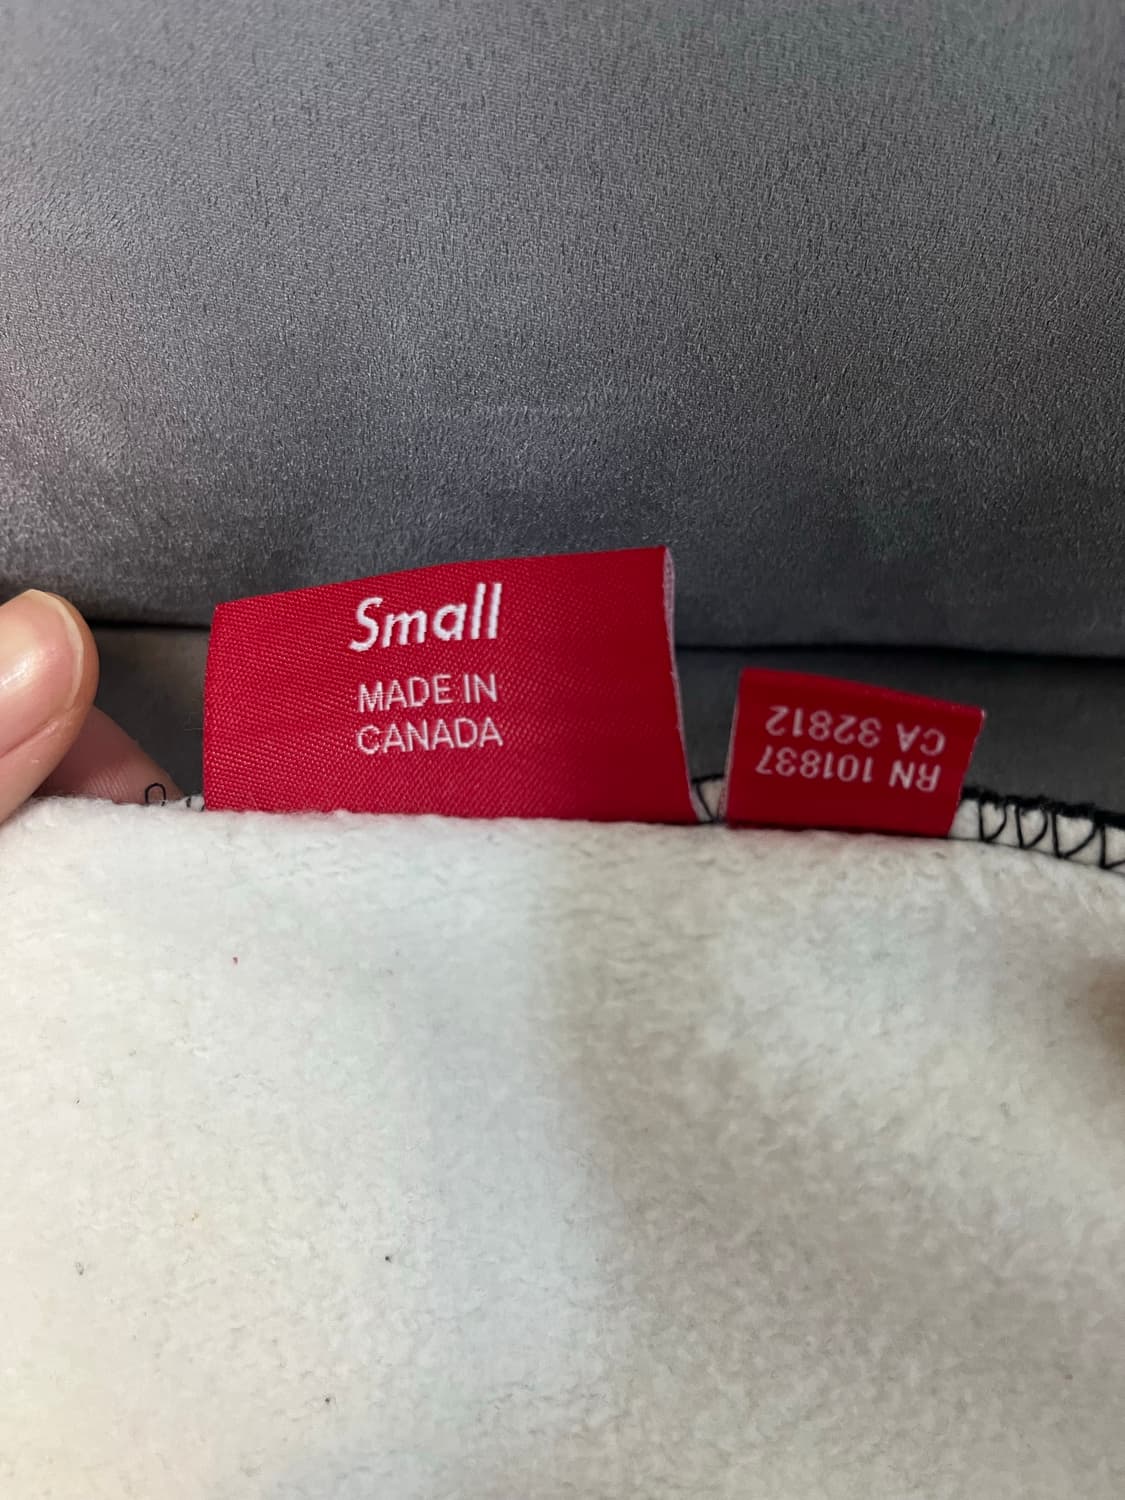 Small
MADE IN
CANADA
RN 101837
CA 32812